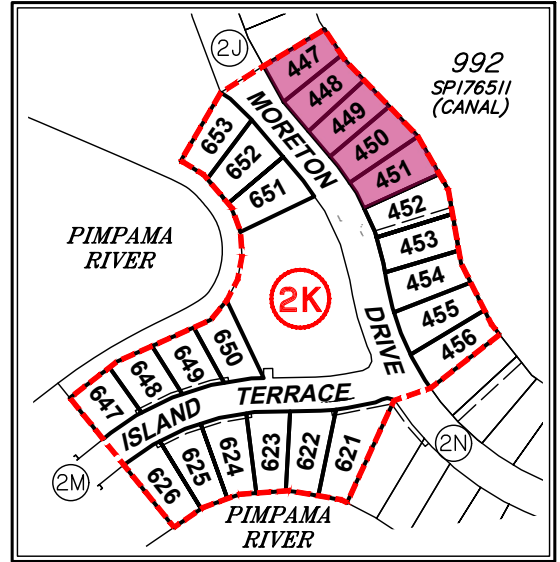 2J
447
992
SP176511
(CANAL)
448
MORETON
653
449
652
450
651
451
452
PIMPAMA
RIVER
453
454
2K
DRIVE
455
456
650
649
648
647
ISLAND TERRACE
2M
626
625
624
623
622
621
2N
PIMPAMA
RIVER